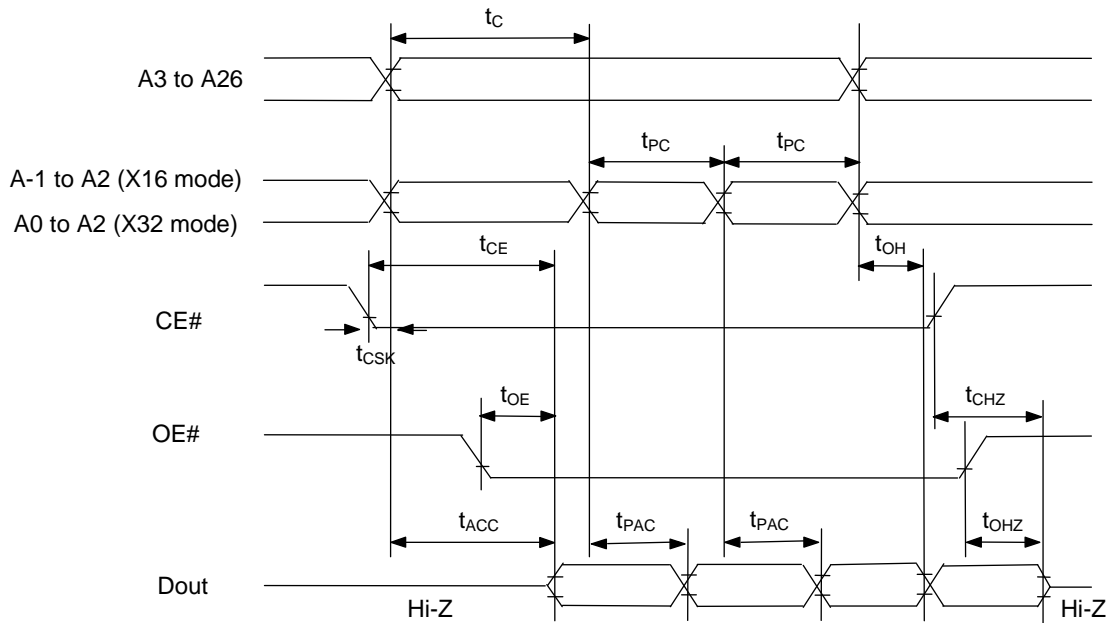 tC
A3 to A26
tPC tPC
A-1 to A2 (X16 mode)
A0 to A2 (X32 mode)
tCE tOH
CE#
tCSK
tOE tCHZ
OE#
tACC tPAC tPAC tOHZ
Dout
Hi-Z Hi-Z